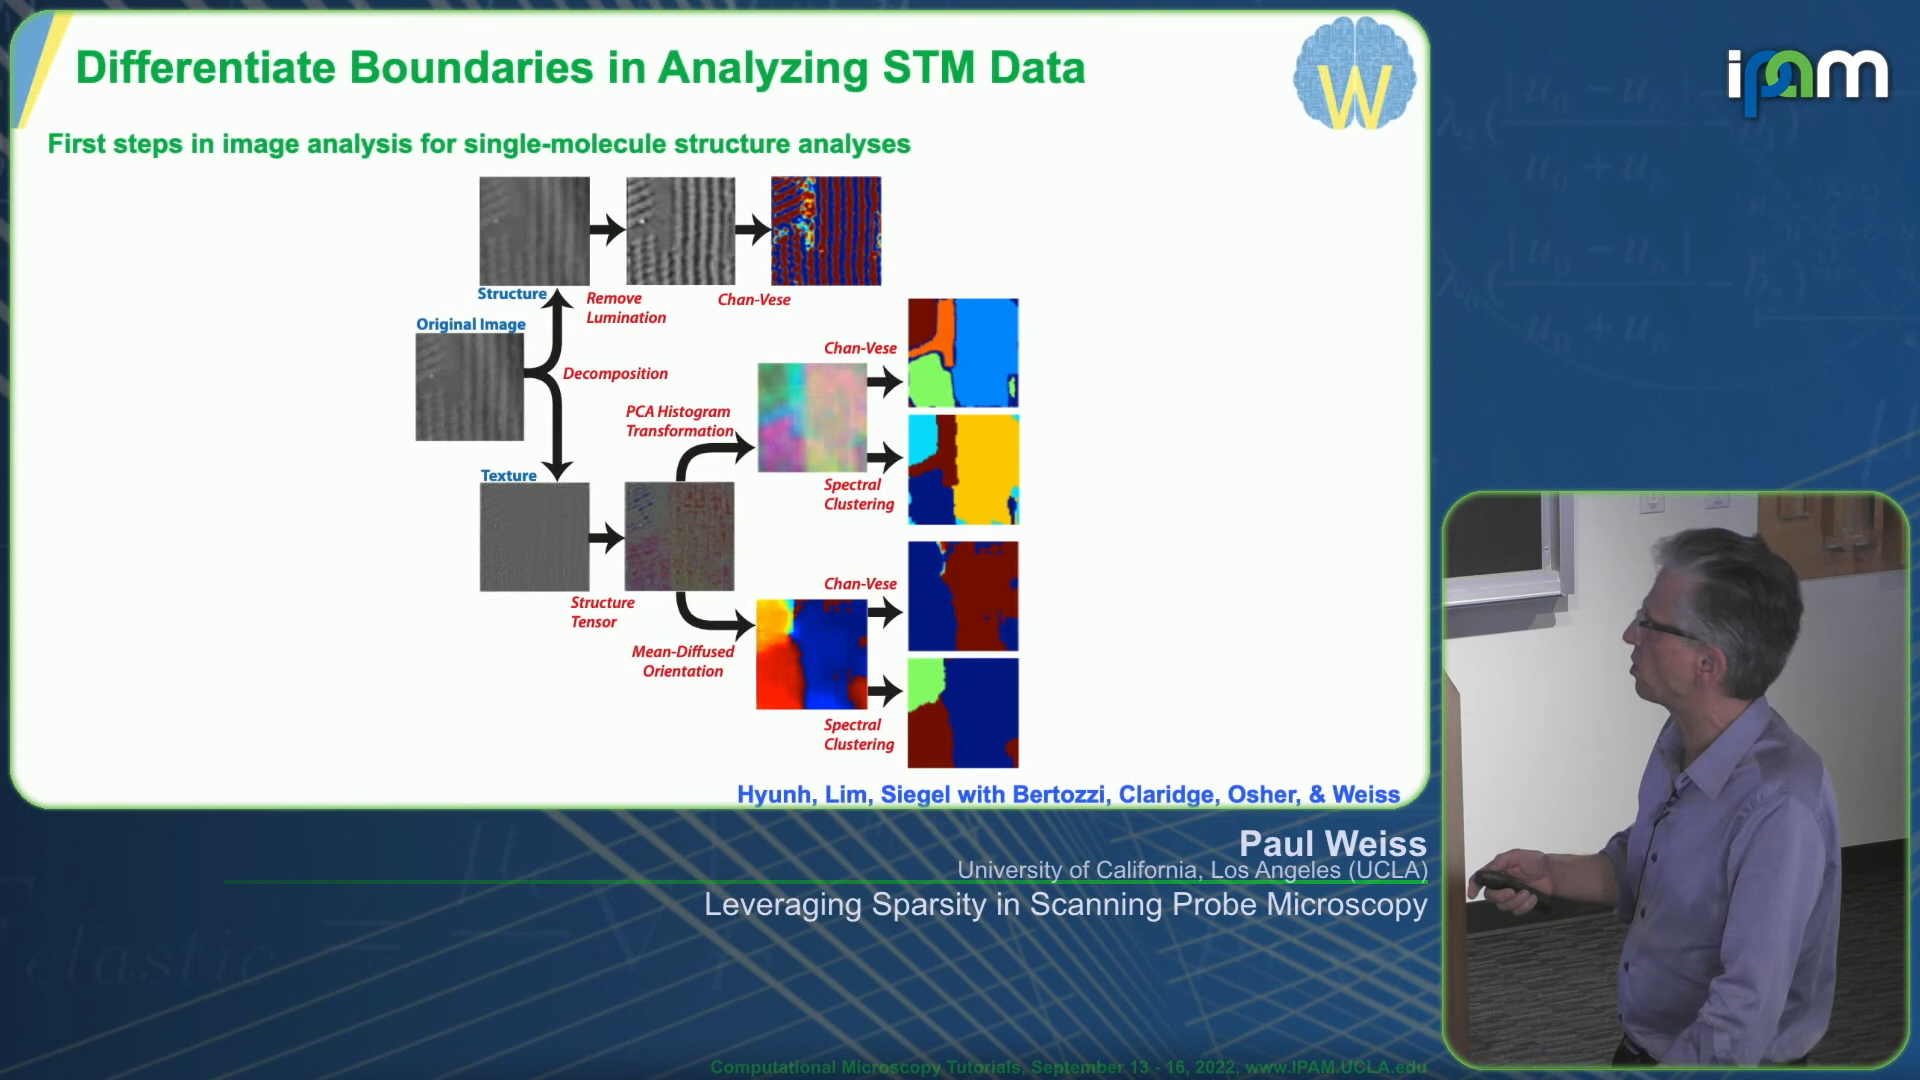 Differentiate Boundaries in Analyzing STM Data
W
ipam
First steps in image analysis for single-molecule structure analyses
Structure
Remove
Lumination
Chan-Vese
Original Image
Decomposition
Chan-Vese
PCA Histogram
Transformation
Texture
Spectral
Clustering
Structure
Tensor
Chan-Vese
Mean-Diffused
Orientation
Spectral
Clustering
Hyunh, Lim, Siegel with Bertozzi, Claridge, Osher, & Weiss
Paul Weiss
University of California, Los Angeles (UCLA)
Leveraging Sparsity in Scanning Probe Microscopy
Computational Microscopy Tutorials, September 13 - 16, 2022, www.IPAM.UCLA.edu
elastic